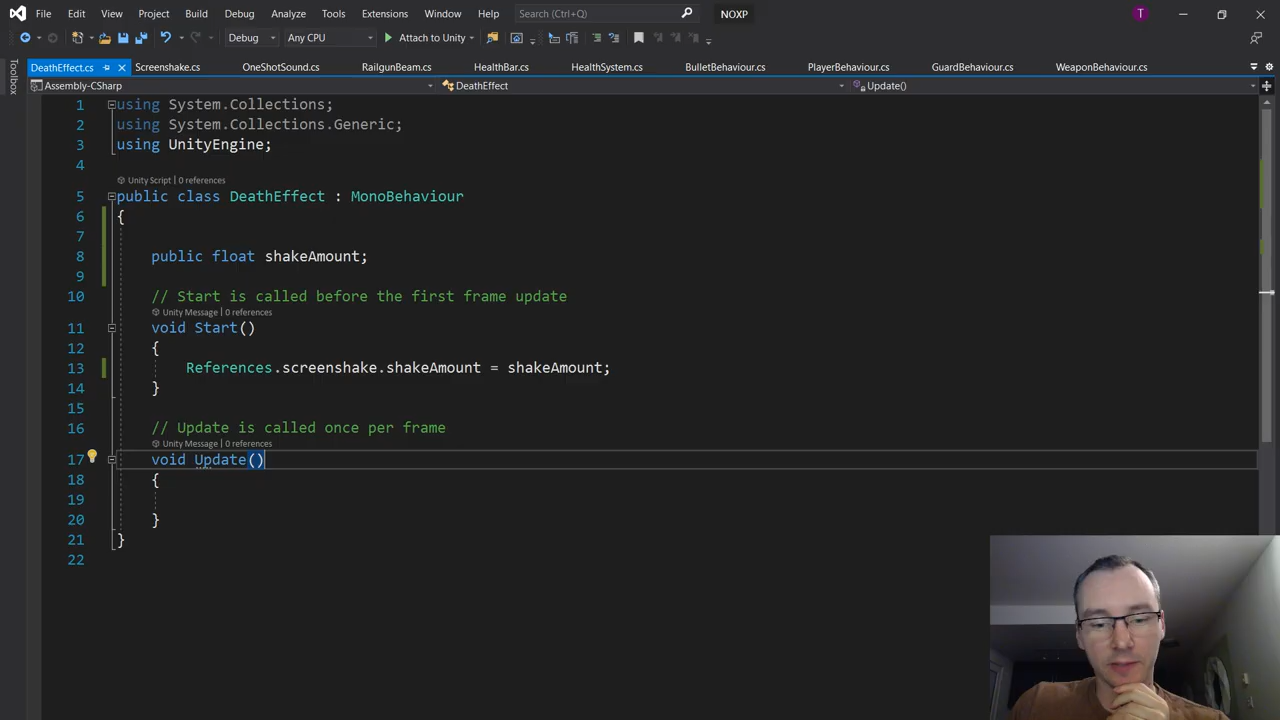 File Edit View Project Build Debug Analyze Tools Extensions Window Help Search (Ctrl+Q) NOXP T
Debug Any CPU Attach to Unity
DeathEffect.cs Screenshake.cs OneShotSound.cs RailgunBeam.cs HealthBar.cs HealthSystem.cs BulletBehaviour.cs PlayerBehaviour.cs GuardBehaviour.cs WeaponBehaviour.cs
Toolbox
Assembly-CSharp DeathEffect Update()
1 using System.Collections;
2 using System.Collections.Generic;
3 using UnityEngine;
4
Unity Script | 0 references
5 public class DeathEffect : MonoBehaviour
6 {
7
8 public float shakeAmount;
9
10 // Start is called before the first frame update
Unity Message | 0 references
11 void Start()
12 {
13 References.screenshake.shakeAmount = shakeAmount;
14 }
15
16 // Update is called once per frame
Unity Message | 0 references
17 void Update()
18 {
19
20 }
21 }
22